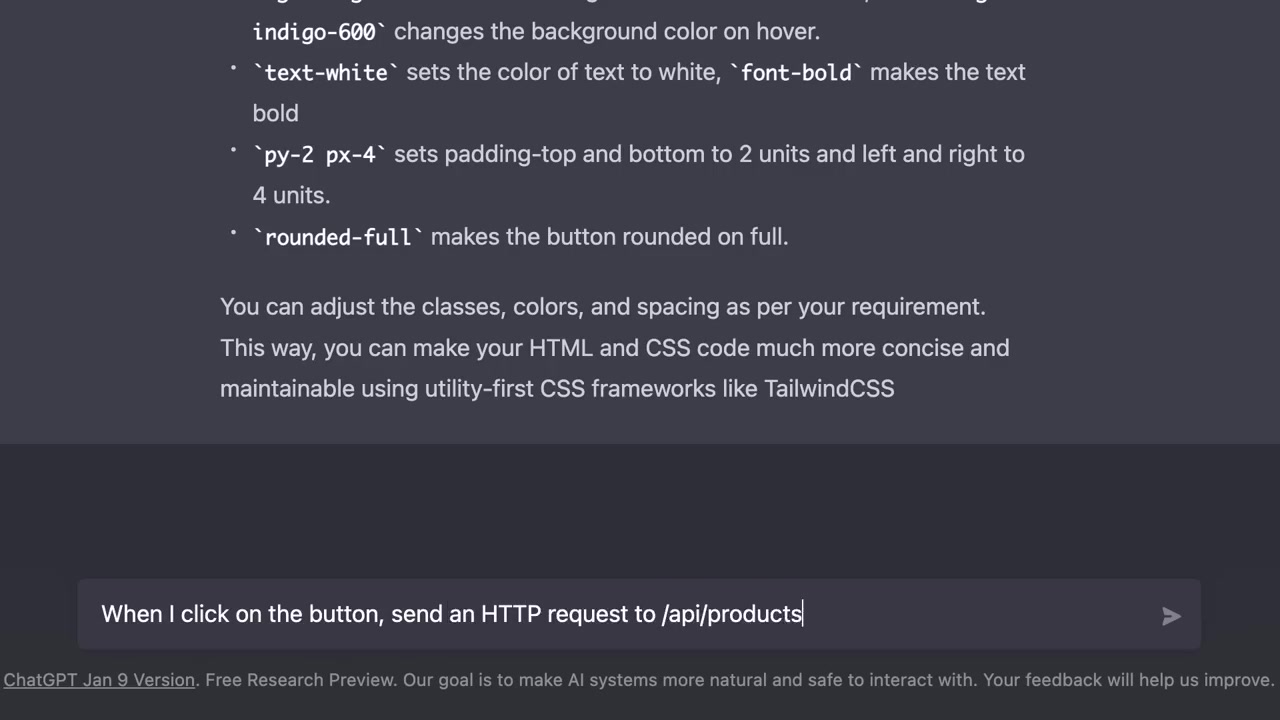 indigo-600` changes the background color on hover.
• `text-white` sets the color of text to white, `font-bold` makes the text
bold
• `py-2 px-4` sets padding-top and bottom to 2 units and left and right to
4 units.
• `rounded-full` makes the button rounded on full.
You can adjust the classes, colors, and spacing as per your requirement.
This way, you can make your HTML and CSS code much more concise and
maintainable using utility-first CSS frameworks like TailwindCSS
When I click on the button, send an HTTP request to /api/products
ChatGPT Jan 9 Version. Free Research Preview. Our goal is to make AI systems more natural and safe to interact with. Your feedback will help us improve.